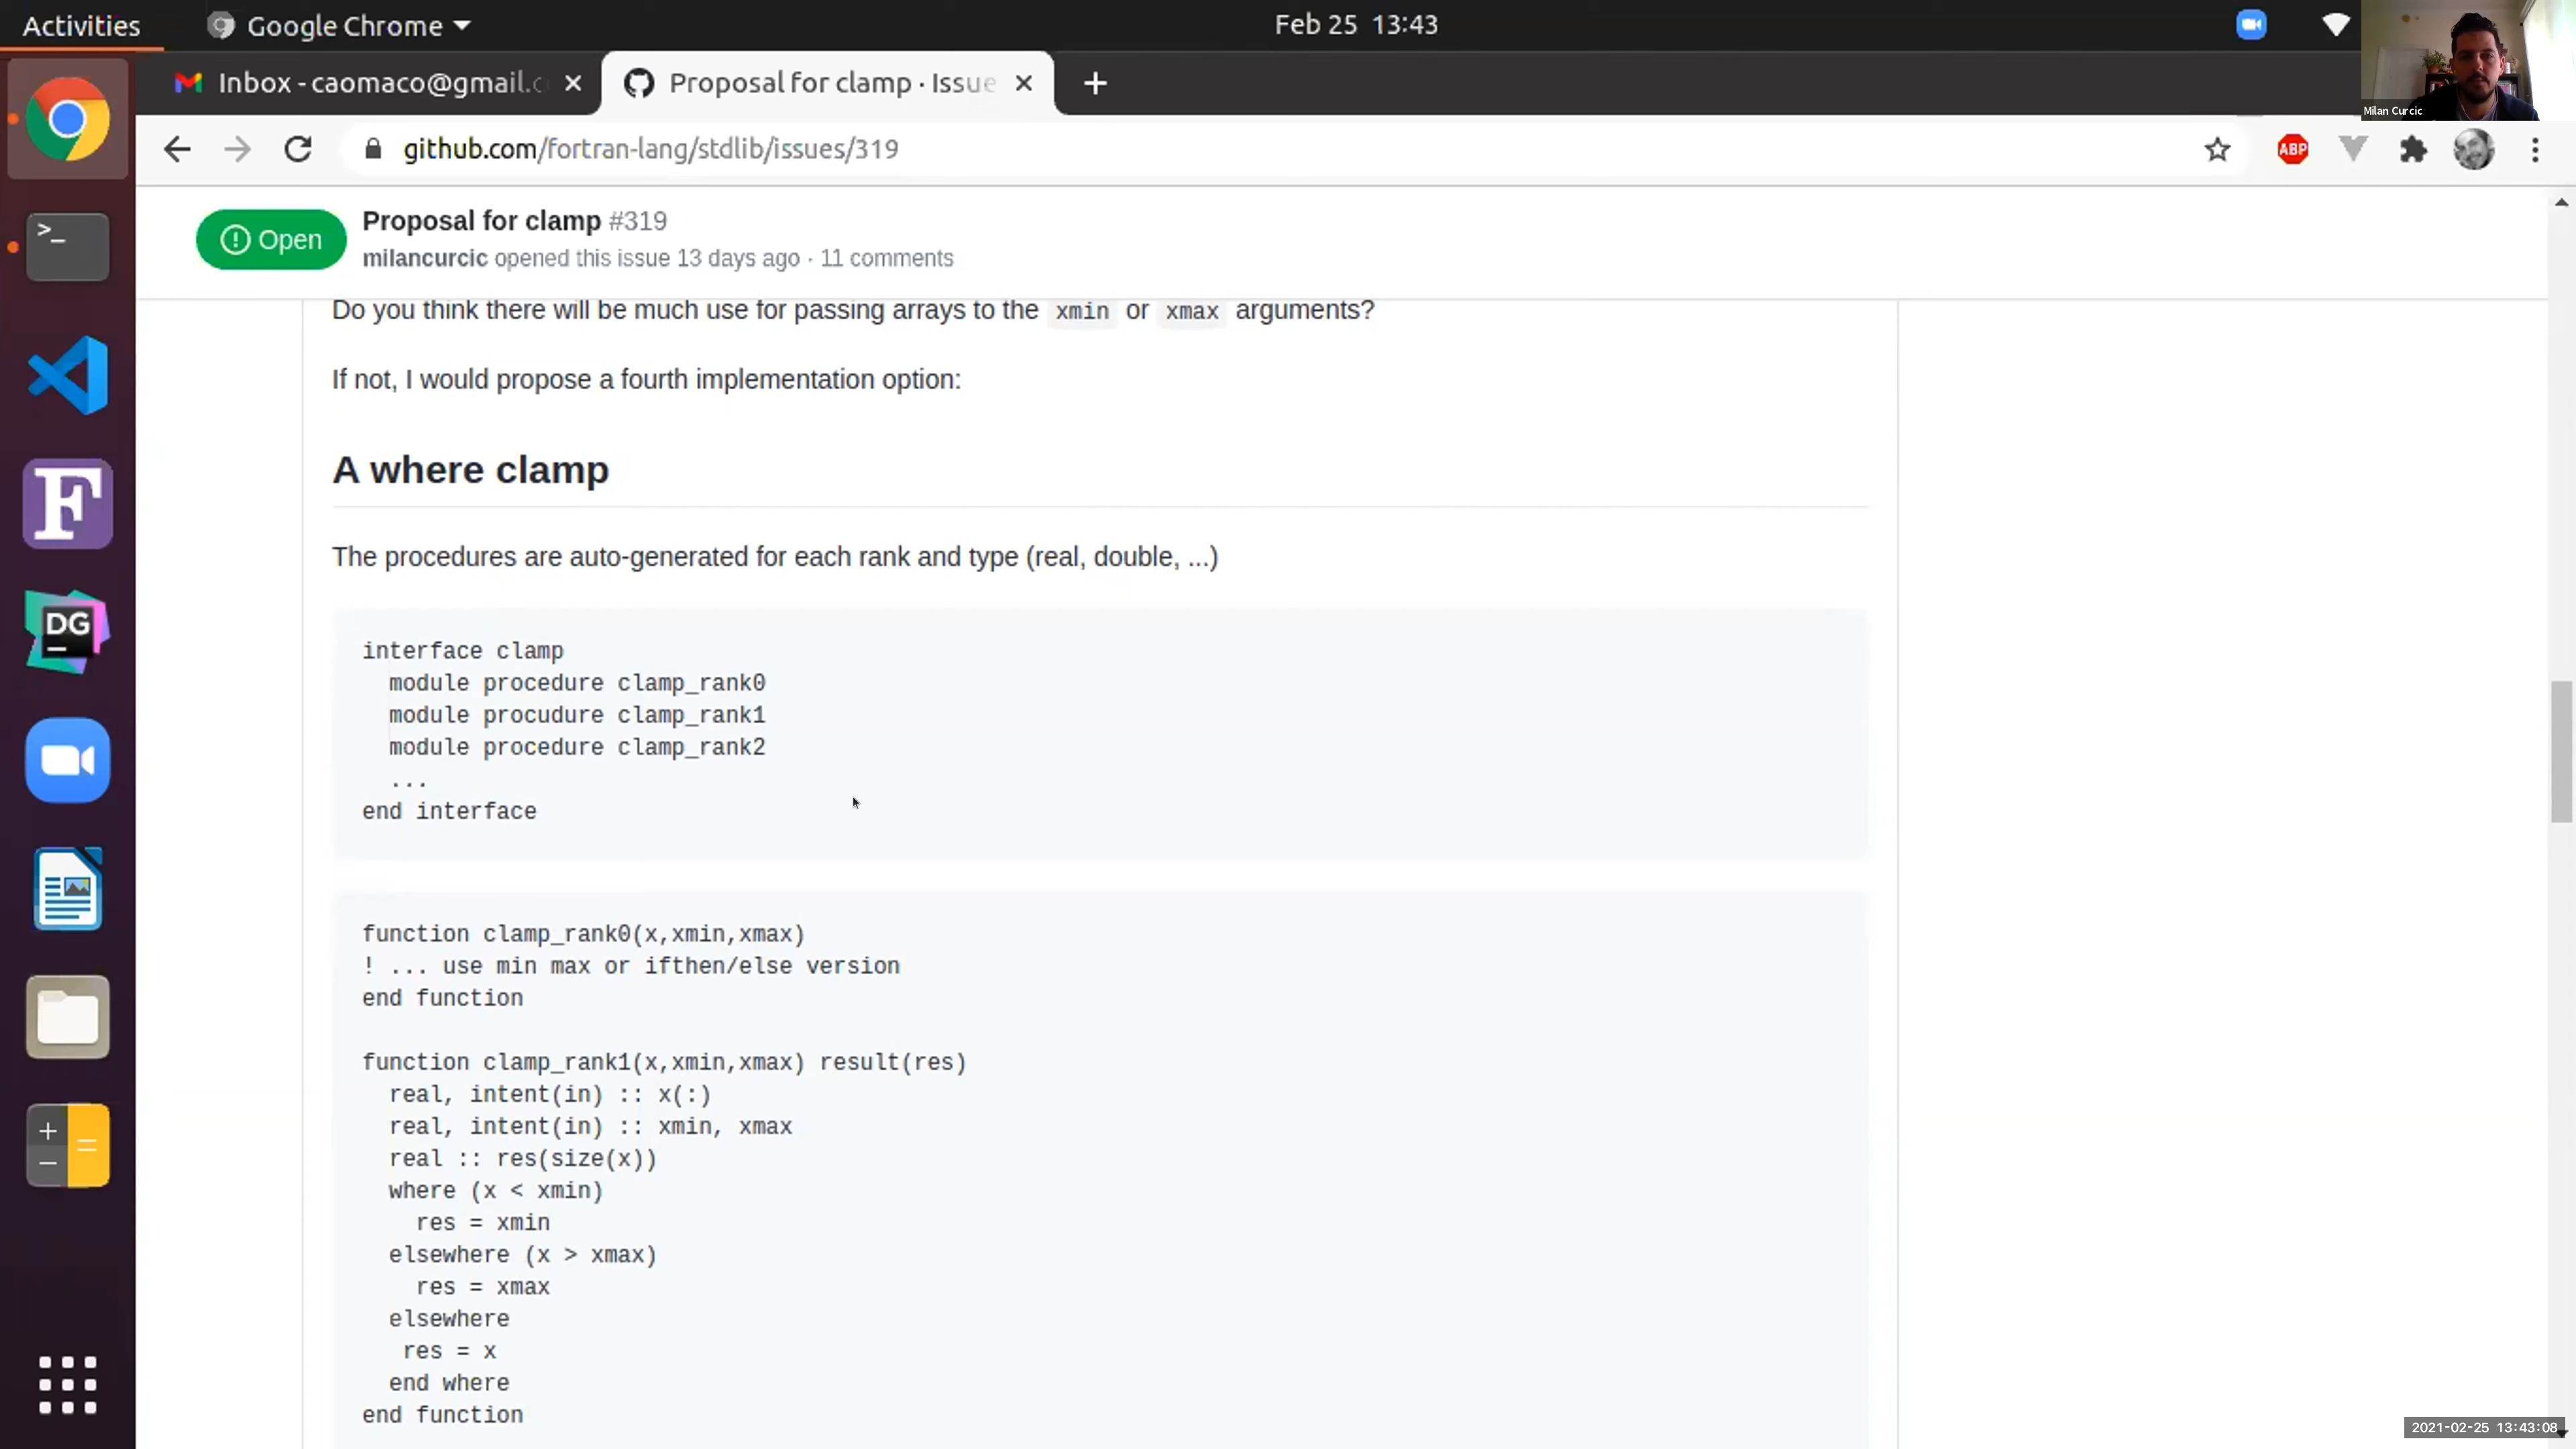 Activities
Google Chrome
Feb 25 13:43
Inbox - caomaco@gmail.c
Proposal for clamp · Issue
Milan Curcic
github.com/fortran-lang/stdlib/issues/319
ABP
Open
Proposal for clamp #319
milancurcic opened this issue 13 days ago · 11 comments
Do you think there will be much use for passing arrays to the xmin or xmax arguments?
If not, I would propose a fourth implementation option:
A where clamp
The procedures are auto-generated for each rank and type (real, double, ...)
interface clamp
  module procedure clamp_rank0
  module procudure clamp_rank1
  module procedure clamp_rank2
  ...
end interface
function clamp_rank0(x,xmin,xmax)
! ... use min max or ifthen/else version
end function
function clamp_rank1(x,xmin,xmax) result(res)
  real, intent(in) :: x(:)
  real, intent(in) :: xmin, xmax
  real :: res(size(x))
  where (x < xmin)
    res = xmin
  elsewhere (x > xmax)
    res = xmax
  elsewhere
   res = x
  end where
end function
>_
F
DG
2021-02-25 13:43:08